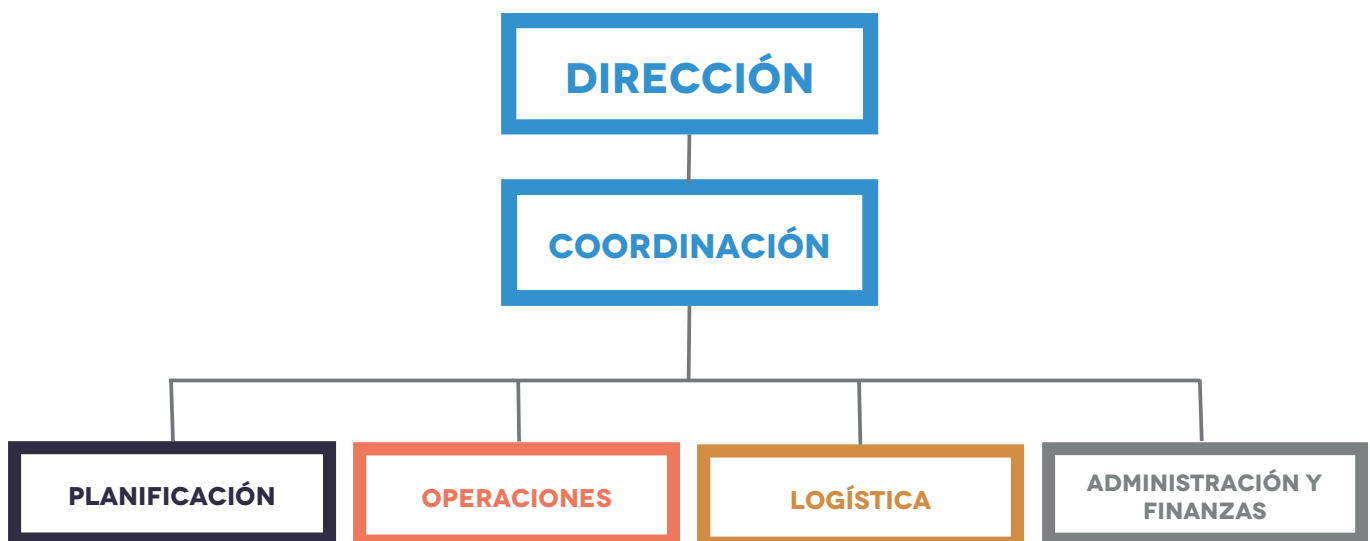 DIRECCIÓN
COORDINACIÓN
PLANIFICACIÓN
OPERACIONES
LOGÍSTICA
ADMINISTRACIÓN Y
FINANZAS